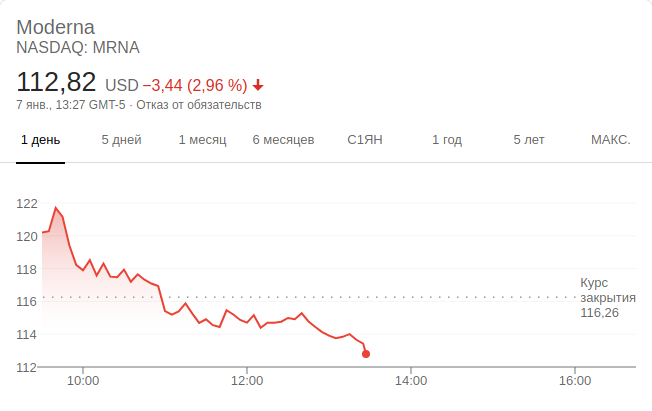 Moderna
NASDAQ: MRNA
112,82 USD −3,44 (2,96 %)
7 янв., 13:27 GMT-5 · Отказ от обязательств
1 день 5 дней 1 месяц 6 месяцев С1ЯН 1 год 5 лет МАКС.
122
120
118
116
114
112
Курс
закрытия
116,26
10:00 12:00 14:00 16:00